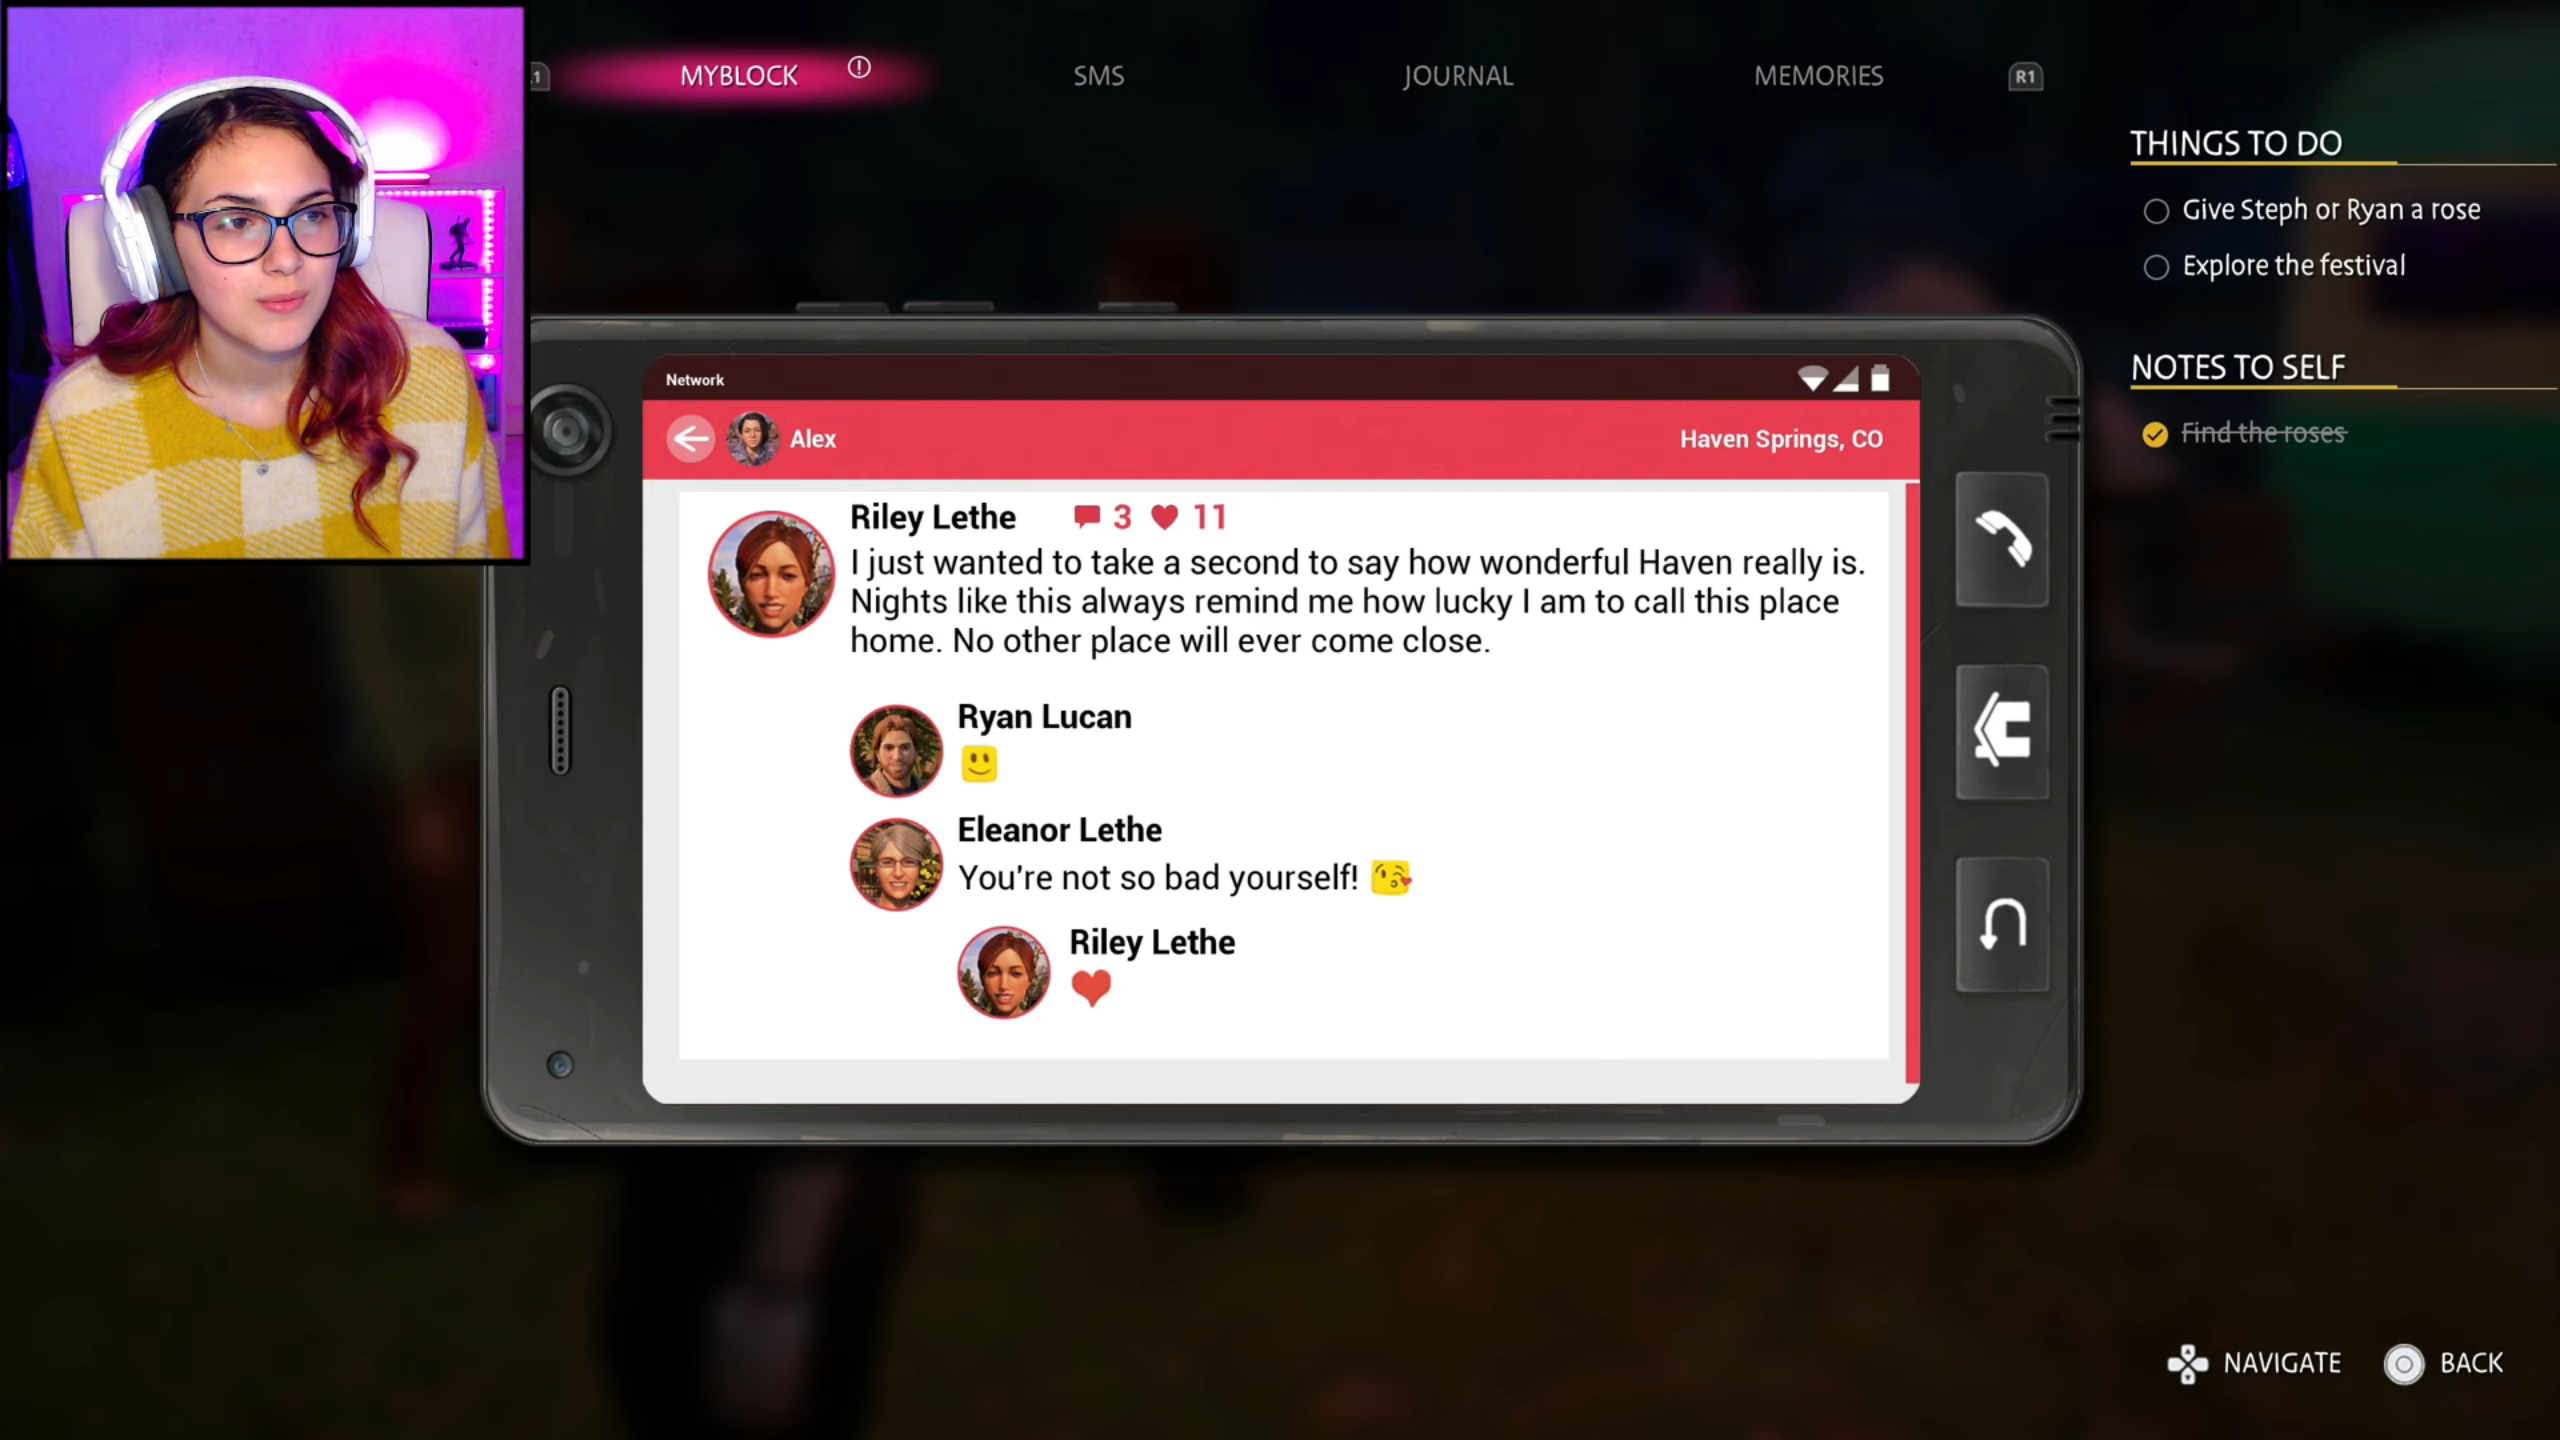 1
MYBLOCK
SMS
JOURNAL
MEMORIES
R1
THINGS TO DO
Give Steph or Ryan a rose
Explore the festival
NOTES TO SELF
Find the roses
Network
Alex
Haven Springs, CO
Riley Lethe 3 11
I just wanted to take a second to say how wonderful Haven really is.
Nights like this always remind me how lucky I am to call this place
home. No other place will ever come close.
Ryan Lucan
Eleanor Lethe
You're not so bad yourself!
Riley Lethe
NAVIGATE
BACK